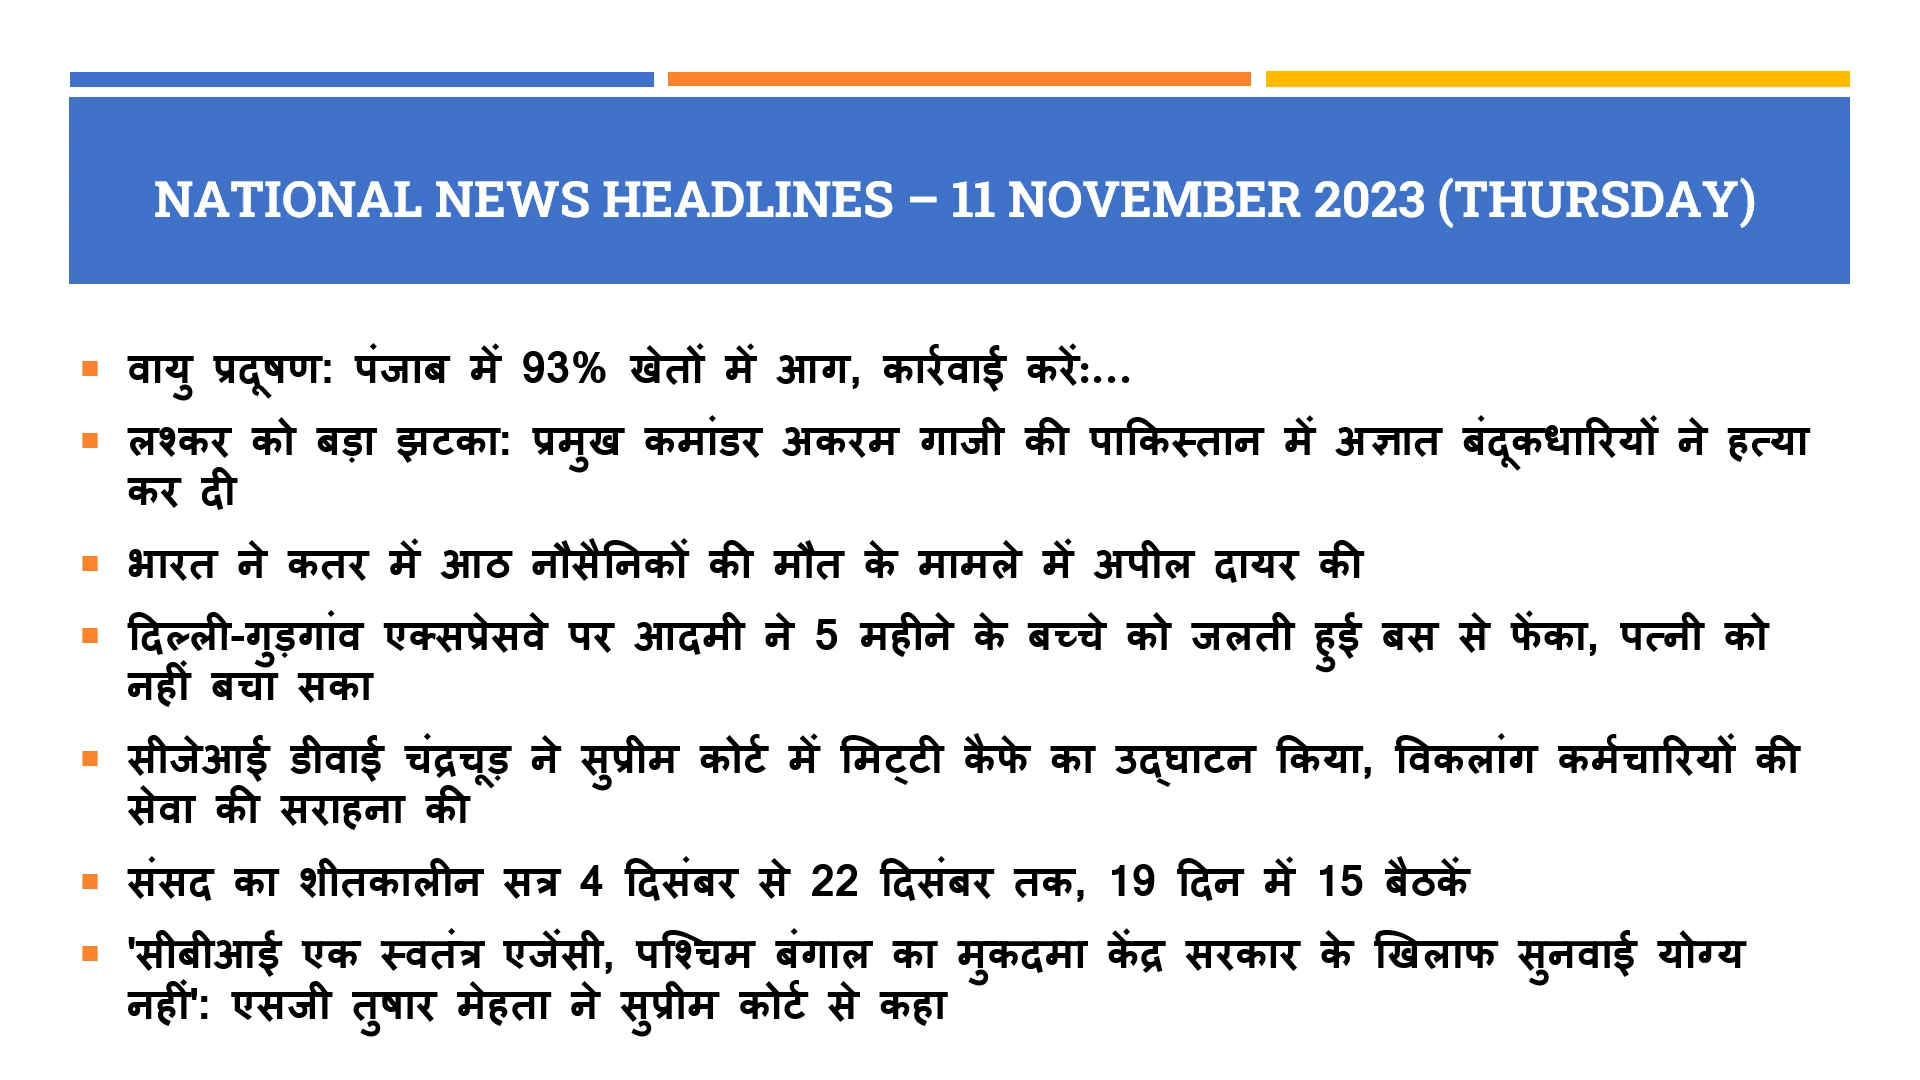 NATIONAL NEWS HEADLINES – 11 NOVEMBER 2023 (THURSDAY)
वायु प्रदूषण: पंजाब में 93% खेतों में आग, कार्रवाई करें:...
लश्कर को बड़ा झटका: प्रमुख कमांडर अकरम गाजी की पाकिस्तान में अज्ञात बंदूकधारियों ने हत्या
कर दी
भारत ने कतर में आठ नौसैनिकों की मौत के मामले में अपील दायर की
दिल्ली-गुड़गांव एक्सप्रेसवे पर आदमी ने 5 महीने के बच्चे को जलती हुई बस से फेंका, पत्नी को
नहीं बचा सका
सीजेआई डीवाई चंद्रचूड़ ने सुप्रीम कोर्ट में मिट्टी कैफे का उद्घाटन किया, विकलांग कर्मचारियों की
सेवा की सराहना की
संसद का शीतकालीन सत्र 4 दिसंबर से 22 दिसंबर तक, 19 दिन में 15 बैठकें
'सीबीआई एक स्वतंत्र एजेंसी, पश्चिम बंगाल का मुकदमा केंद्र सरकार के खिलाफ सुनवाई योग्य
नहीं': एसजी तुषार मेहता ने सुप्रीम कोर्ट से कहा